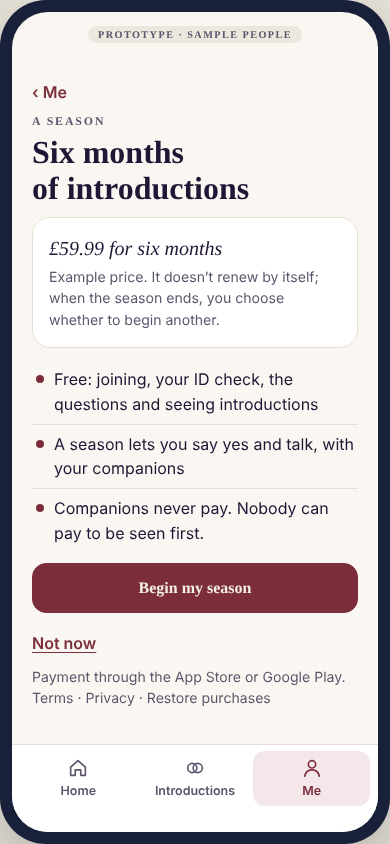 PROTOTYPE · SAMPLE PEOPLE
‹ Me
A SEASON
Six months
of introductions
£59.99 for six months
Example price. It doesn’t renew by itself;
when the season ends, you choose
whether to begin another.
Free: joining, your ID check, the
questions and seeing introductions
A season lets you say yes and talk, with
your companions
Companions never pay. Nobody can
pay to be seen first.
Begin my season
Not now
Payment through the App Store or Google Play.
Terms · Privacy · Restore purchases
Home
Introductions
Me